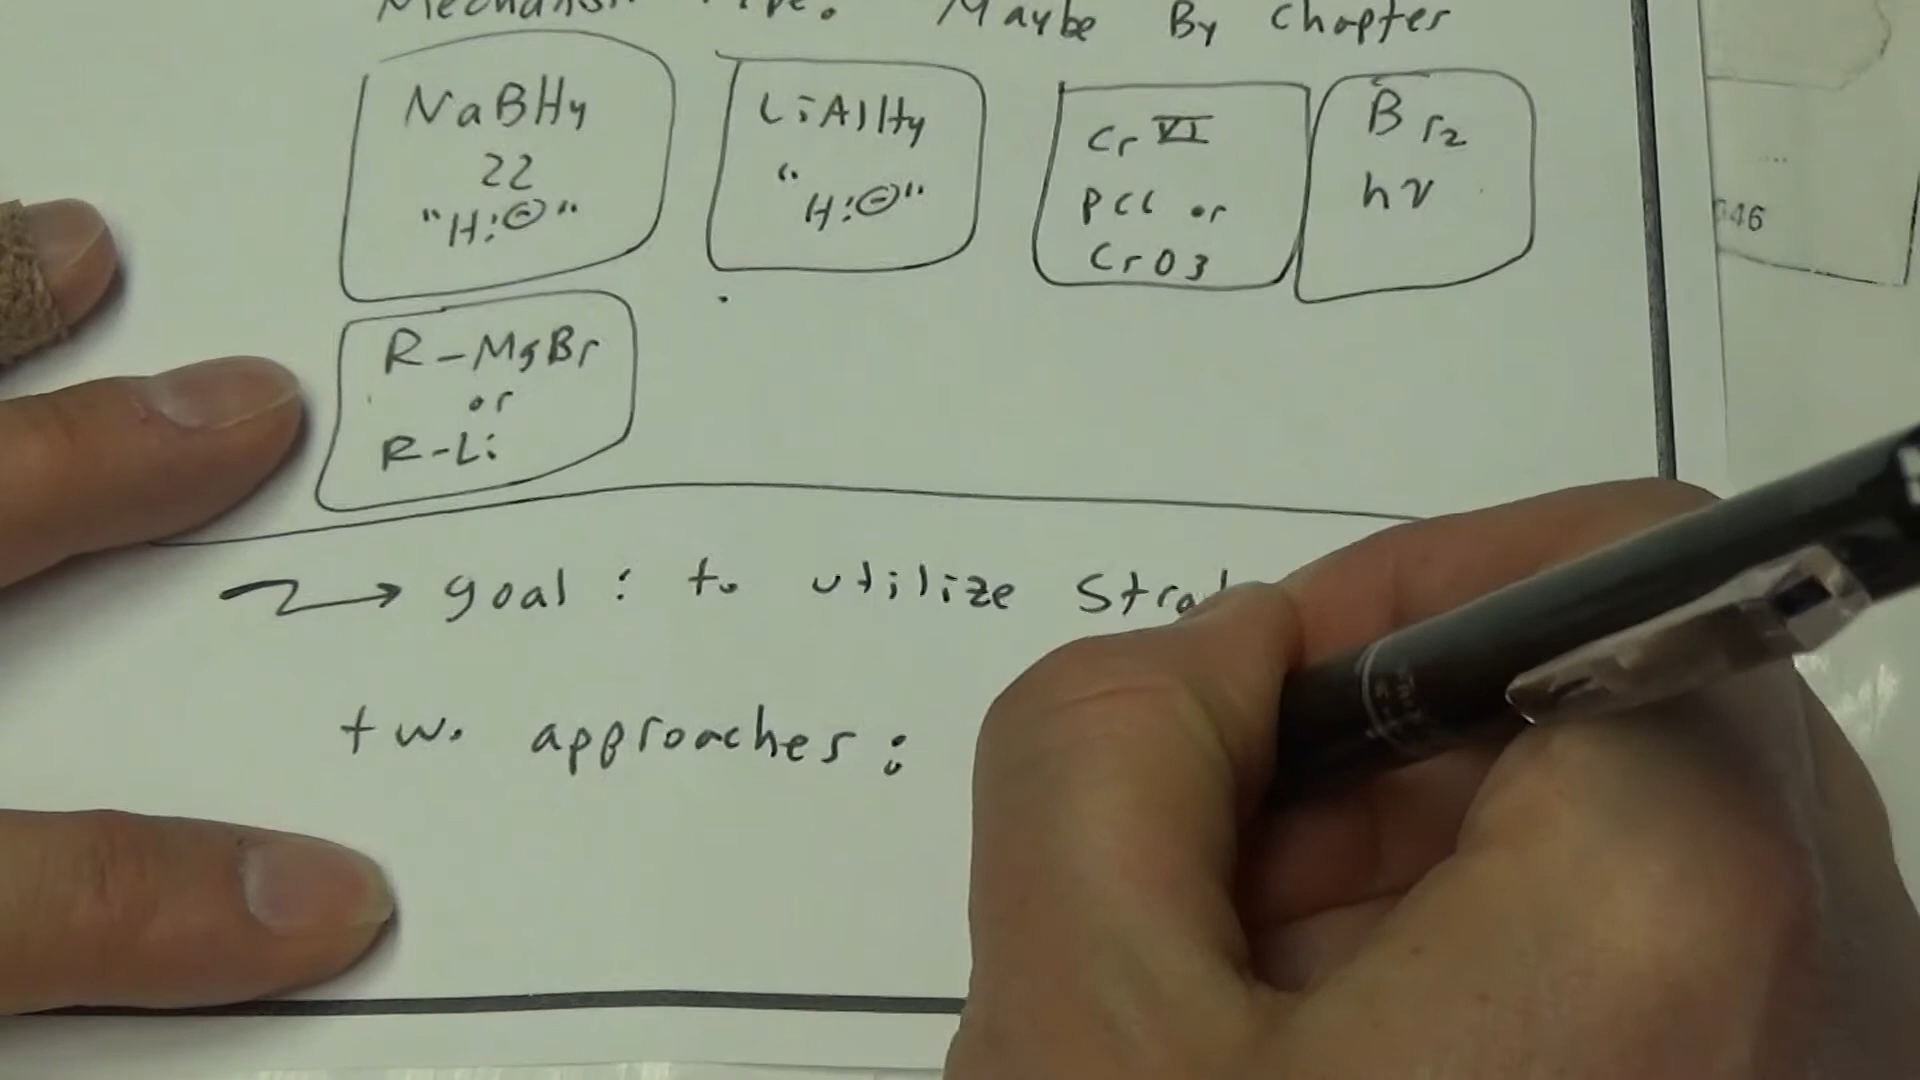 Maybe By Chapter
NaBH4
22
"H:⊖"
LiAlH4
"H:⊖"
Cr VI
PCC or
CrO3
Br2
hν
R-MgBr
or
R-Li
goal: to utilize
two approaches: